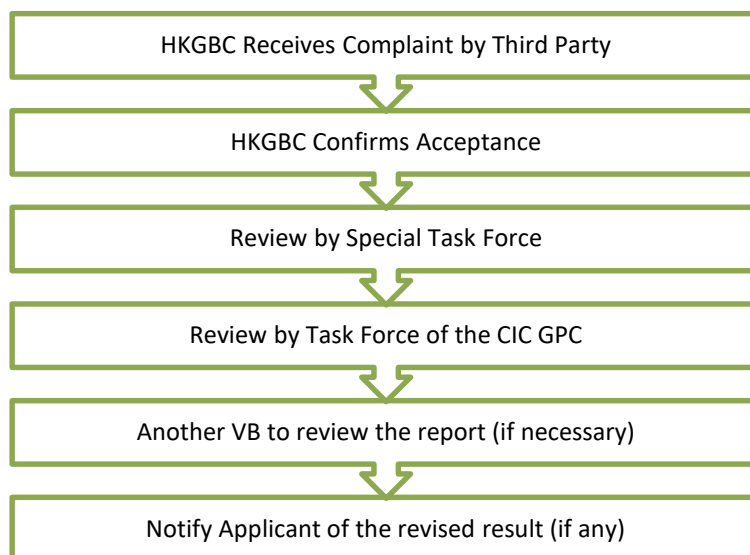 HKGBC Receives Complaint by Third Party
HKGBC Confirms Acceptance
Review by Special Task Force
Review by Task Force of the CIC GPC
Another VB to review the report (if necessary)
Notify Applicant of the revised result (if any)